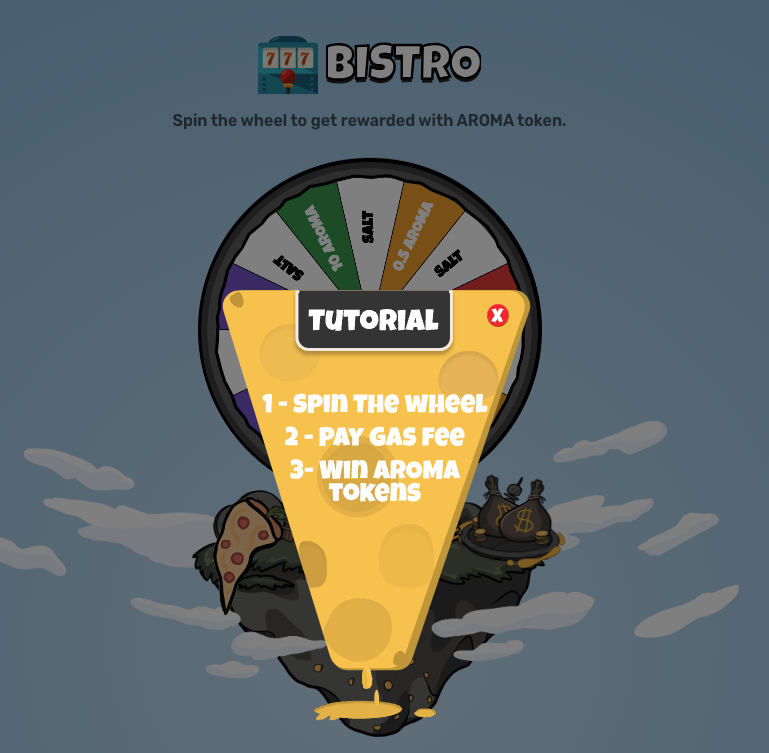 777
BISTRO
Spin the wheel to get rewarded with AROMA token.
SALT
10 AROMA
SALT
0.5 AROMA
SALT
TUTORIAL
X
1 - Spin the wheel
2 - Pay gas fee
3- Win AROMA
tokens
$
$